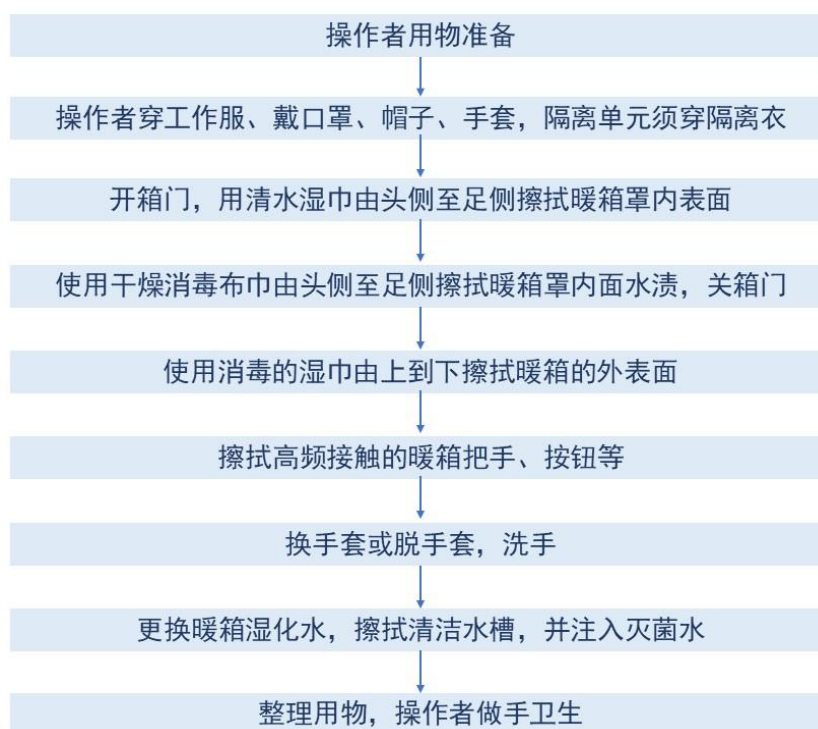 操作者用物准备
操作者穿工作服、戴口罩、帽子、手套，隔离单元须穿隔离衣
开箱门，用清水湿巾由头侧至足侧擦拭暖箱罩内表面
使用干燥消毒布巾由头侧至足侧擦拭暖箱罩内面水渍，关箱门
使用消毒的湿巾由上到下擦拭暖箱的外表面
擦拭高频接触的暖箱把手、按钮等
换手套或脱手套，洗手
更换暖箱湿化水，擦拭清洁水槽，并注入灭菌水
整理用物，操作者做手卫生